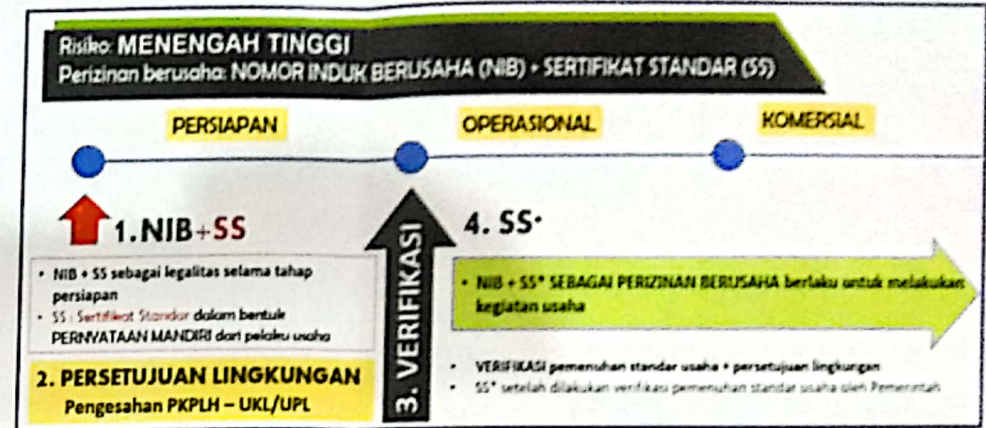 Risiko: MENENGAH TINGGI
Perizinan berusaha: NOMOR INDUK BERUSAHA (NIB) + SERTIFIKAT STANDAR (SS)
PERSIAPAN
OPERASIONAL
KOMERSIAL
1.NIB+SS
• NIB + SS sebagai legalitas selama tahap
persiapan
• SS : Sertifikat Standar dalam bentuk
PERNYATAAN MANDIRI dari pelaku usaha
2. PERSETUJUAN LINGKUNGAN
Pengesahan PKPLH – UKL/UPL
3. VERIFIKASI
4. SS*
• NIB + SS* SEBAGAI PERIZINAN BERUSAHA berlaku untuk melakukan
kegiatan usaha
• VERIFIKASI pemenuhan standar usaha + persetujuan lingkungan
• SS* setelah dilakukan verifikasi pemenuhan standar usaha oleh Pemerintah